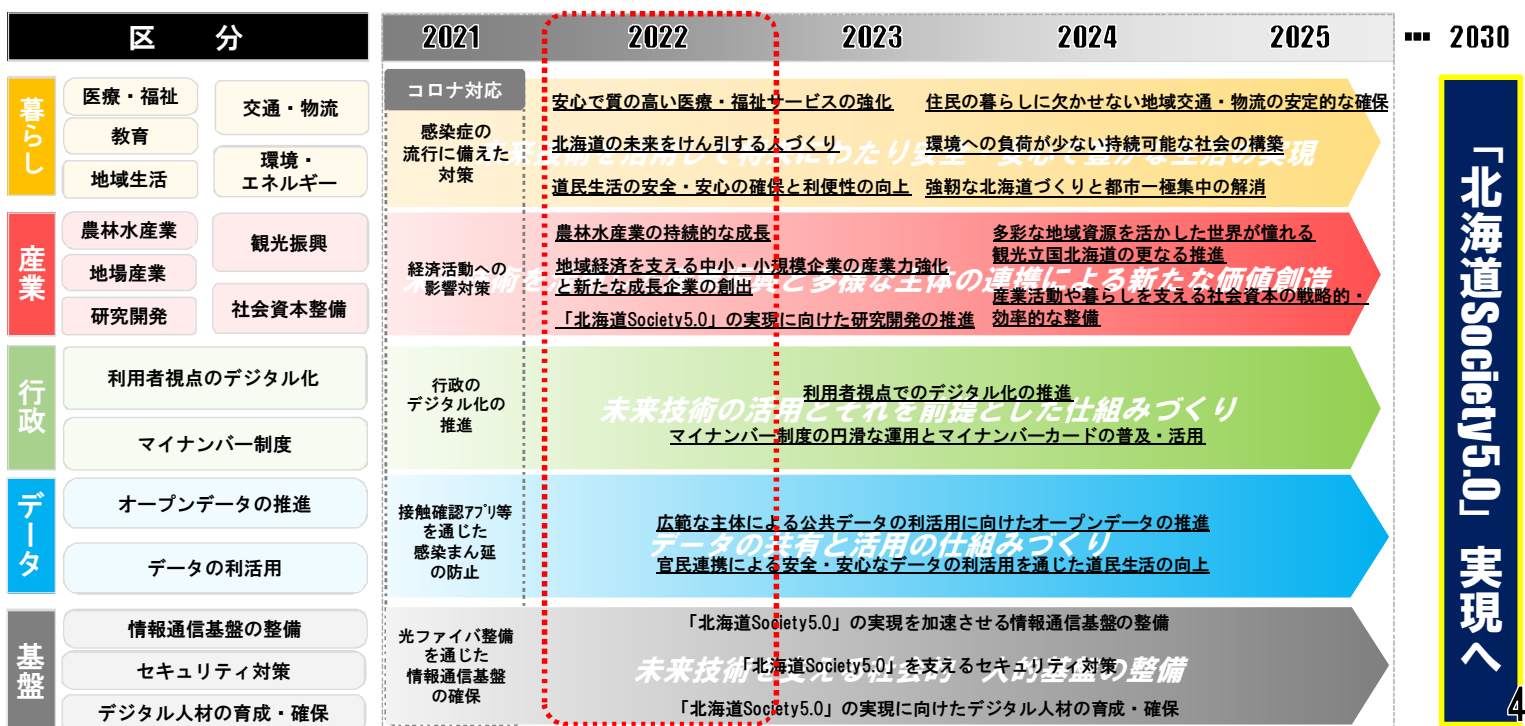 区 分
2021
2022
2023
2024
2025
… 2030
暮らし
医療・福祉
教育
地域生活
交通・物流
環境・
エネルギー
コロナ対応
感染症の
流行に備えた
対策
安心で質の高い医療・福祉サービスの強化
住民の暮らしに欠かせない地域交通・物流の安定的な確保
北海道の未来をけん引する人づくり
環境への負荷が少ない持続可能な社会の構築
道民生活の安全・安心の確保と利便性の向上
強靭な北海道づくりと都市一極集中の解消
産業
農林水産業
地場産業
研究開発
観光振興
社会資本整備
経済活動への
影響対策
農林水産業の持続的な成長
地域経済を支える中小・小規模企業の産業力強化
と新たな成長企業の創出
「北海道Society5.0」の実現に向けた研究開発の推進
多彩な地域資源を活かした世界が憧れる
観光立国北海道の更なる推進
産業活動や暮らしを支える社会資本の戦略的・
効率的な整備
行政
利用者視点のデジタル化
マイナンバー制度
行政の
デジタル化の
推進
利用者視点でのデジタル化の推進
未来技術の活用とそれを前提とした仕組みづくり
マイナンバー制度の円滑な運用とマイナンバーカードの普及・活用
データ
オープンデータの推進
データの利活用
接触確認アプリ等
を通じた
感染まん延
の防止
広範な主体による公共データの利活用に向けたオープンデータの推進
データの共有と活用の仕組みづくり
官民連携による安全・安心なデータの利活用を通じた道民生活の向上
基盤
情報通信基盤の整備
セキュリティ対策
デジタル人材の育成・確保
光ファイバ整備
を通じた
情報通信基盤
の確保
「北海道Society5.0」の実現を加速させる情報通信基盤の整備
「北海道Society5.0」を支えるセキュリティ対策
未来技術を支える社会的・人的基盤の整備
「北海道Society5.0」の実現に向けたデジタル人材の育成・確保
「北海道Society5.0」実現へ
4